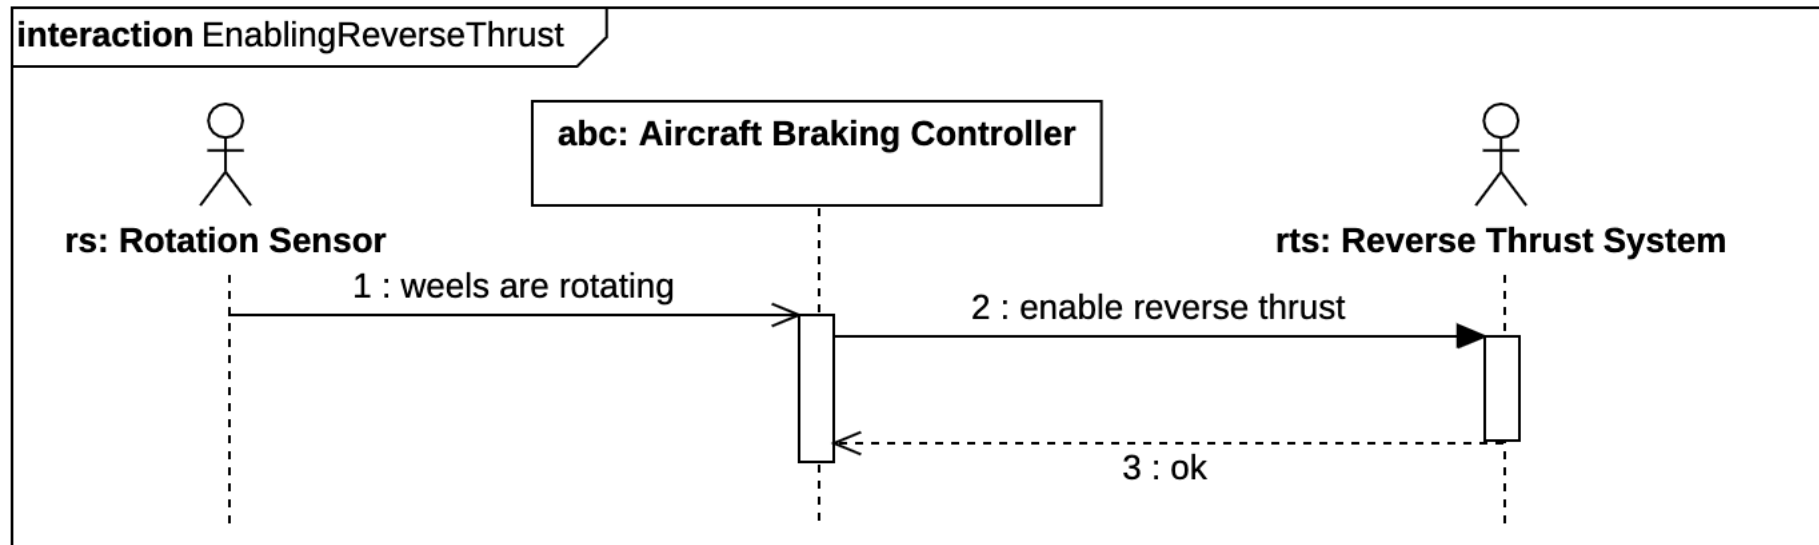 interaction EnablingReverseThrust
abc: Aircraft Braking Controller
rs: Rotation Sensor
rts: Reverse Thrust System
1 : weels are rotating
2 : enable reverse thrust
3 : ok